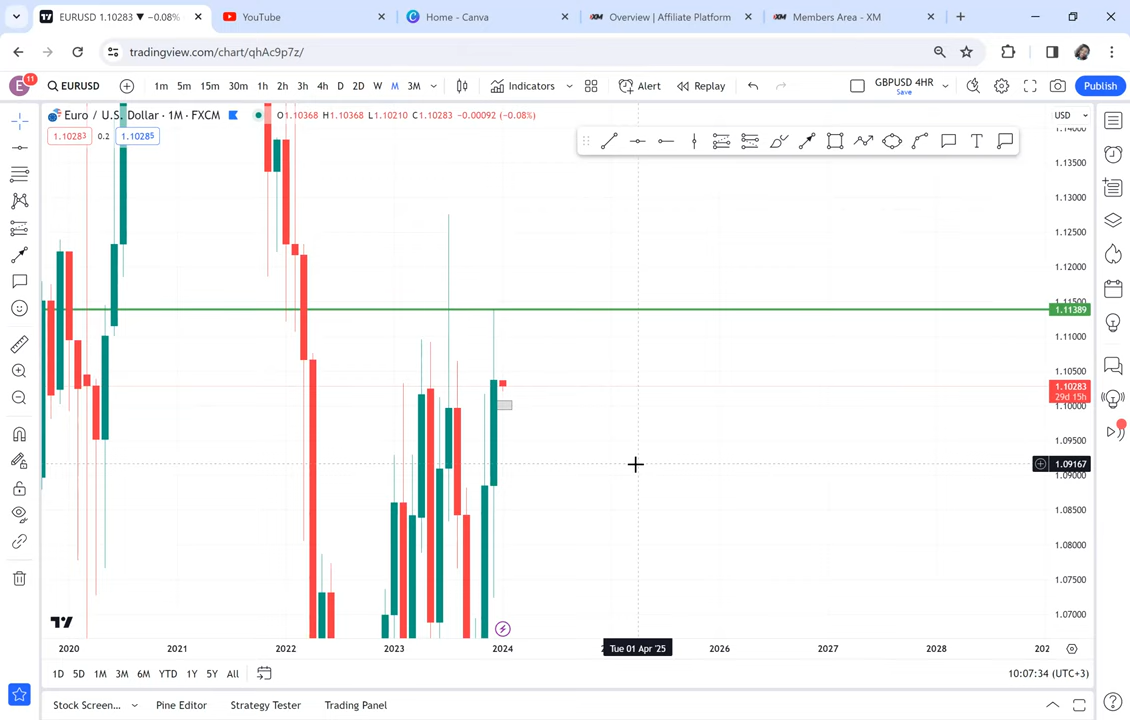 EURUSD 1.10283 ▼ −0.08%
YouTube
Home - Canva
Overview | Affiliate Platform
Members Area - XM
tradingview.com/chart/qhAc9p7z/
E 11 EURUSD 1m 5m 15m 30m 1h 2h 3h 4h D 2D W M 3M Indicators Alert Replay GBPUSD 4HR Save Publish
Euro / U.S. Dollar · 1M · FXCM O1.10368 H1.10368 L1.10210 C1.10283 −0.00092 (−0.08%) USD
1.10283 0.2 1.10285
1.14000
1.13500
1.13000
1.12500
1.12000
1.11500
1.11389
1.11000
1.10500
1.10283
29d 15h
1.10000
1.09500
1.09167
1.09000
1.08500
1.08000
1.07500
1.07000
2020 2021 2022 2023 2024 Tue 01 Apr '25 2026 2027 2028 202
1D 5D 1M 3M 6M YTD 1Y 5Y All 10:07:34 (UTC+3)
Stock Screen... Pine Editor Strategy Tester Trading Panel